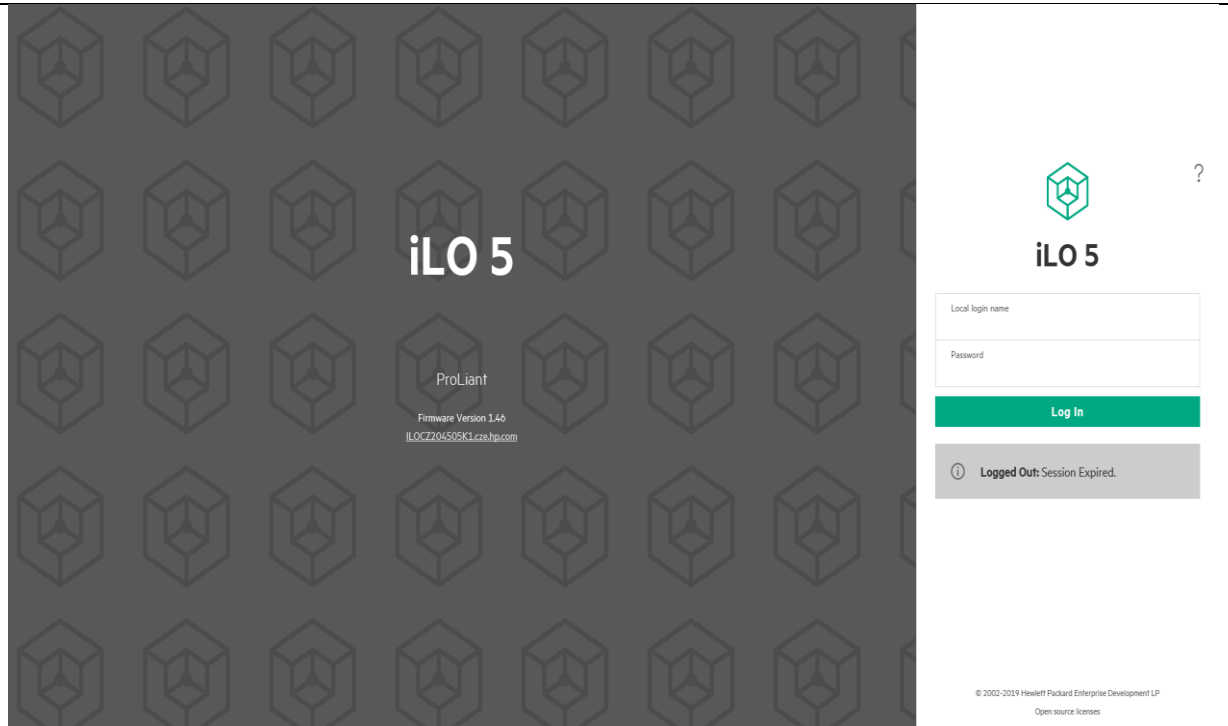 iLO 5
ProLiant
Firmware Version 1.46
ILOCZ204505K1.cze.hp.com
?
iLO 5
Local login name
Password
Log In
Logged Out: Session Expired.
© 2002-2019 Hewlett Packard Enterprise Development LP
Open source licenses